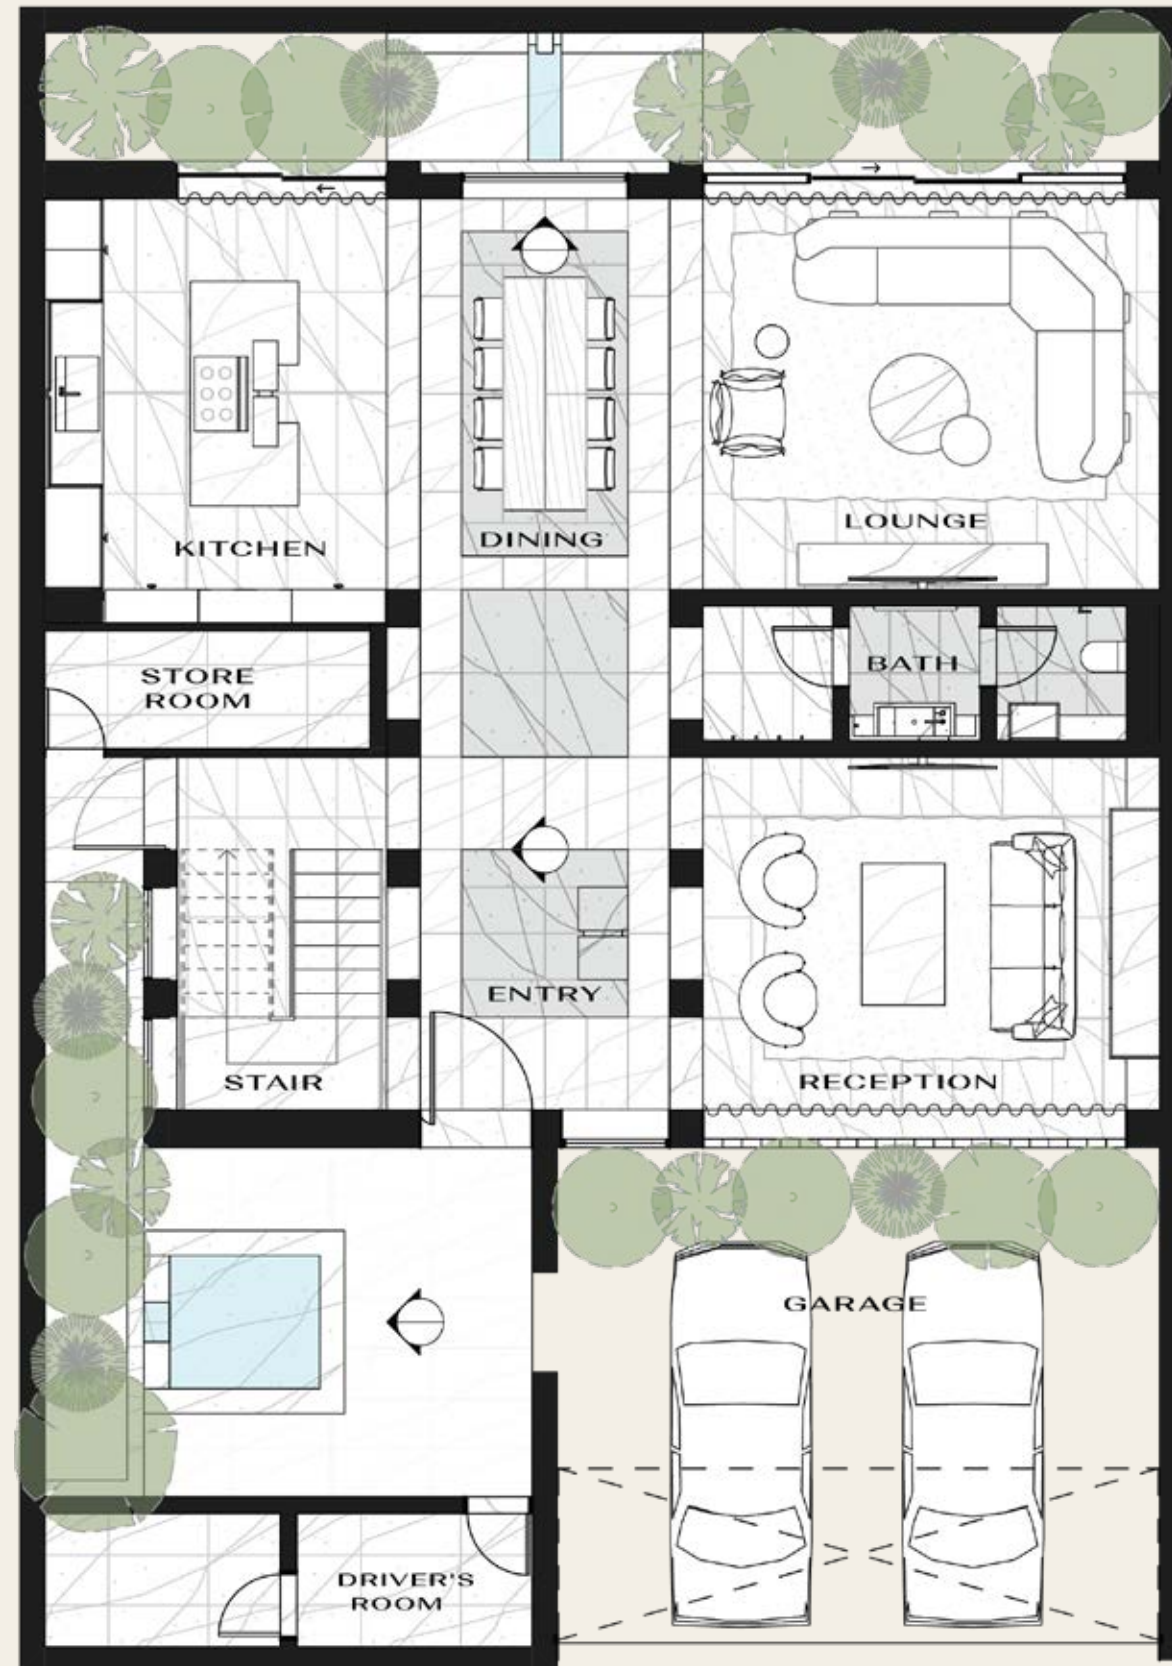 KITCHEN
DINING
LOUNGE
STORE
ROOM
BATH
ENTRY
STAIR
RECEPTION
GARAGE
DRIVER'S
ROOM